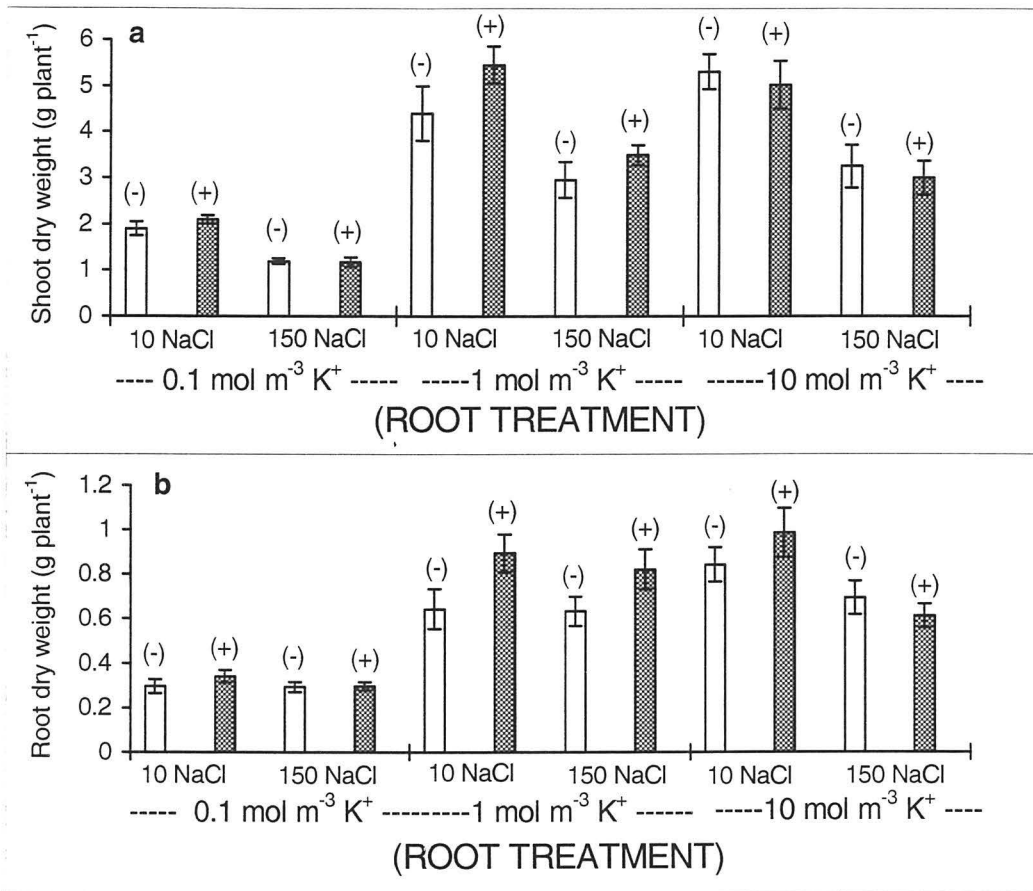 a
Shoot dry weight (g plant⁻¹)
6
5
4
3
2
1
0
(-) (+) (-) (+) (-) (+) (-) (+) (-) (+) (-) (+)
10 NaCl 150 NaCl 10 NaCl 150 NaCl 10 NaCl 150 NaCl
---- 0.1 mol m⁻³ K⁺ ----- -----1 mol m⁻³ K⁺ ----- ------10 mol m⁻³ K⁺ ----
(ROOT TREATMENT)
b
Root dry weight (g plant⁻¹)
1.2
1
0.8
0.6
0.4
0.2
0
(-) (+) (-) (+) (-) (+) (-) (+) (-) (+) (-) (+)
10 NaCl 150 NaCl 10 NaCl 150 NaCl 10 NaCl 150 NaCl
----- 0.1 mol m⁻³ K⁺ ----------1 mol m⁻³ K⁺ ------ -----10 mol m⁻³ K⁺ ----
(ROOT TREATMENT)